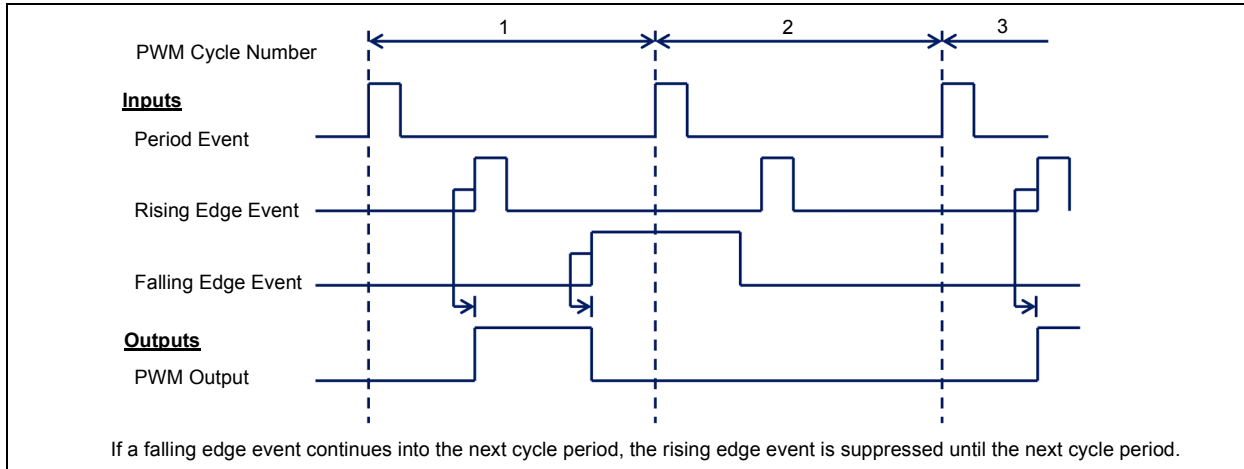 1
2
3
PWM Cycle Number
Inputs
Period Event
Rising Edge Event
Falling Edge Event
Outputs
PWM Output
If a falling edge event continues into the next cycle period, the rising edge event is suppressed until the next cycle period.